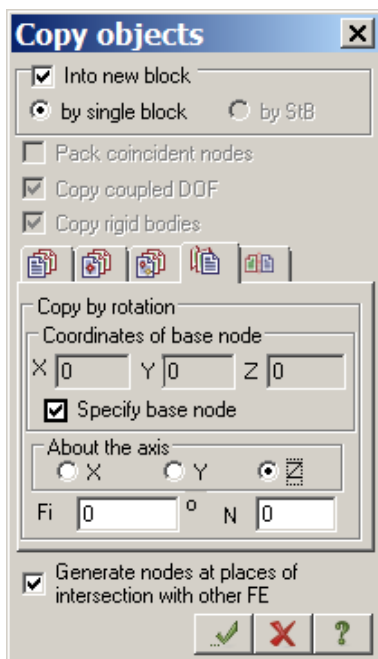 Copy objects
Into new block
by single block by StB
Pack coincident nodes
Copy coupled DOF
Copy rigid bodies
Copy by rotation
Coordinates of base node
X 0 Y 0 Z 0
Specify base node
About the axis
X Y Z
Fi 0 ° N 0
Generate nodes at places of
intersection with other FE
?